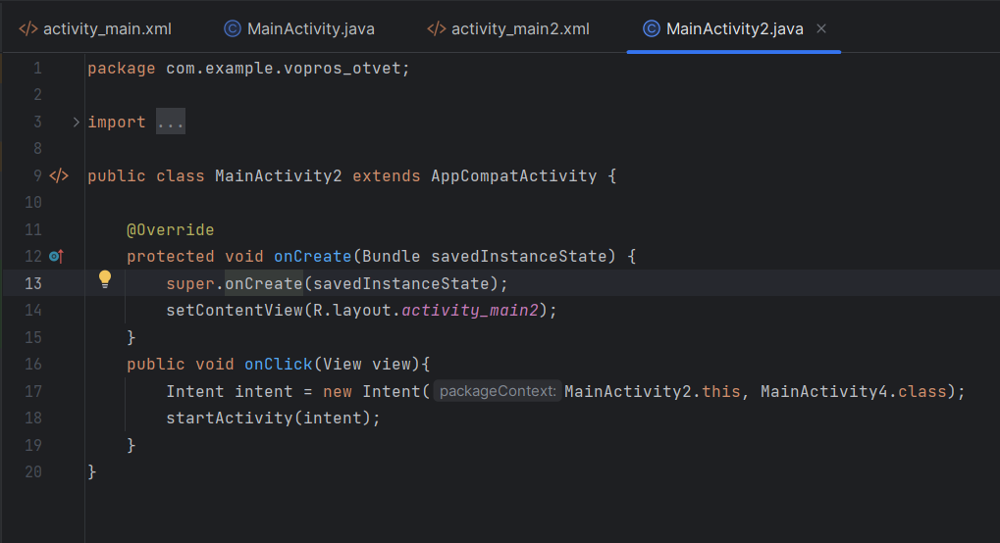 activity_main.xml MainActivity.java activity_main2.xml MainActivity2.java
1 package com.example.vopros_otvet;
2
3 import ...
8
9 public class MainActivity2 extends AppCompatActivity {
10
11 @Override
12 protected void onCreate(Bundle savedInstanceState) {
13 super.onCreate(savedInstanceState);
14 setContentView(R.layout.activity_main2);
15 }
16 public void onClick(View view){
17 Intent intent = new Intent( packageContext: MainActivity2.this, MainActivity4.class);
18 startActivity(intent);
19 }
20 }